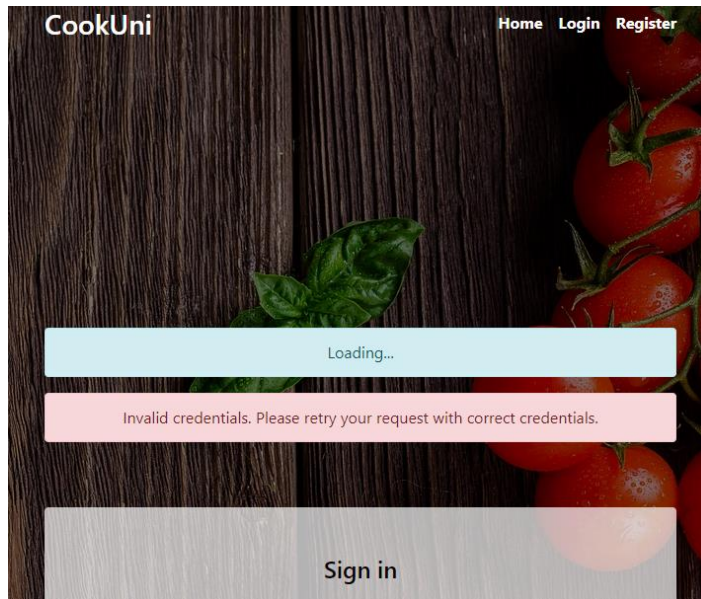 CookUni
Home Login Register
Loading...
Invalid credentials. Please retry your request with correct credentials.
Sign in